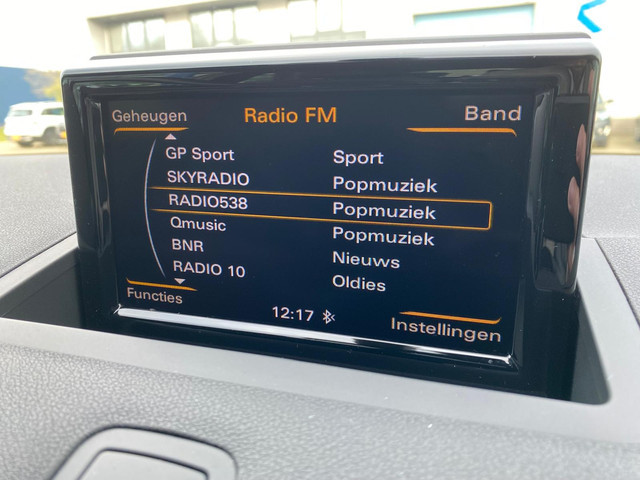 Geheugen Radio FM Band
GP Sport Sport
SKYRADIO Popmuziek
RADIO538 Popmuziek
Qmusic Popmuziek
BNR Nieuws
RADIO 10 Oldies
Functies 12:17 Instellingen